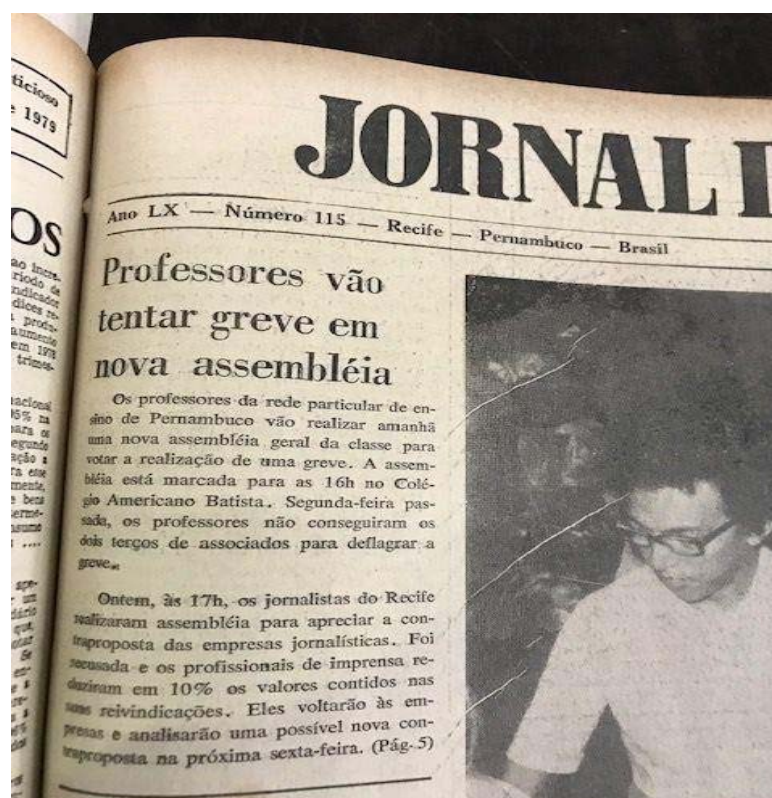 ticioso
1979
OS
JORNAL D
Ano LX — Número 115 — Recife — Pernambuco — Brasil
Professores vão
tentar greve em
nova assembléia
Os professores da rede particular de en-
sino de Pernambuco vão realizar amanhã
uma nova assembléia geral da classe para
votar a realização de uma greve. A assem-
bléia está marcada para as 16h no Colé-
gio Americano Batista. Segunda-feira pas-
sada, os professores não conseguiram os
dois terços de associados para deflagrar a
greve.
Ontem, às 17h, os jornalistas do Recife
realizaram assembléia para apreciar a con-
traproposta das empresas jornalísticas. Foi
recusada e os profissionais de imprensa re-
duziram em 10% os valores contidos nas
suas reivindicações. Eles voltarão às em-
presas e analisarão uma possível nova con-
traproposta na próxima sexta-feira. (Pág. 5)